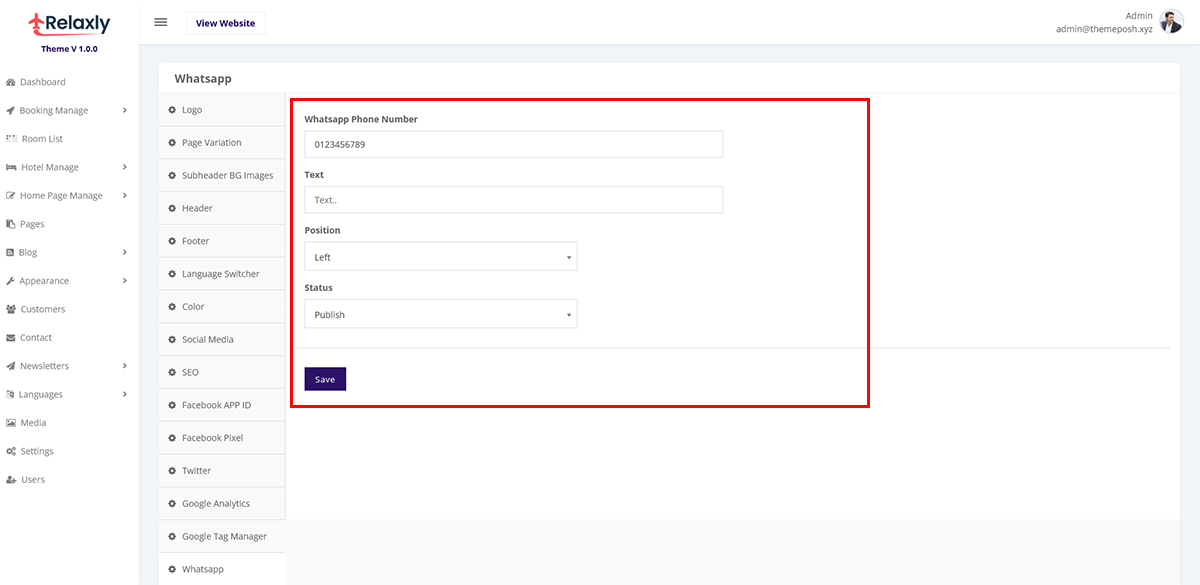 Relaxly
Theme V 1.0.0
Dashboard
Booking Manage
Room List
Hotel Manage
Home Page Manage
Pages
Blog
Appearance
Customers
Contact
Newsletters
Languages
Media
Settings
Users
View Website
Admin
admin@themeposh.xyz
Whatsapp
Logo
Page Variation
Subheader BG Images
Header
Footer
Language Switcher
Color
Social Media
SEO
Facebook APP ID
Facebook Pixel
Twitter
Google Analytics
Google Tag Manager
Whatsapp
Whatsapp Phone Number
0123456789
Text
Text..
Position
Left
Status
Publish
Save